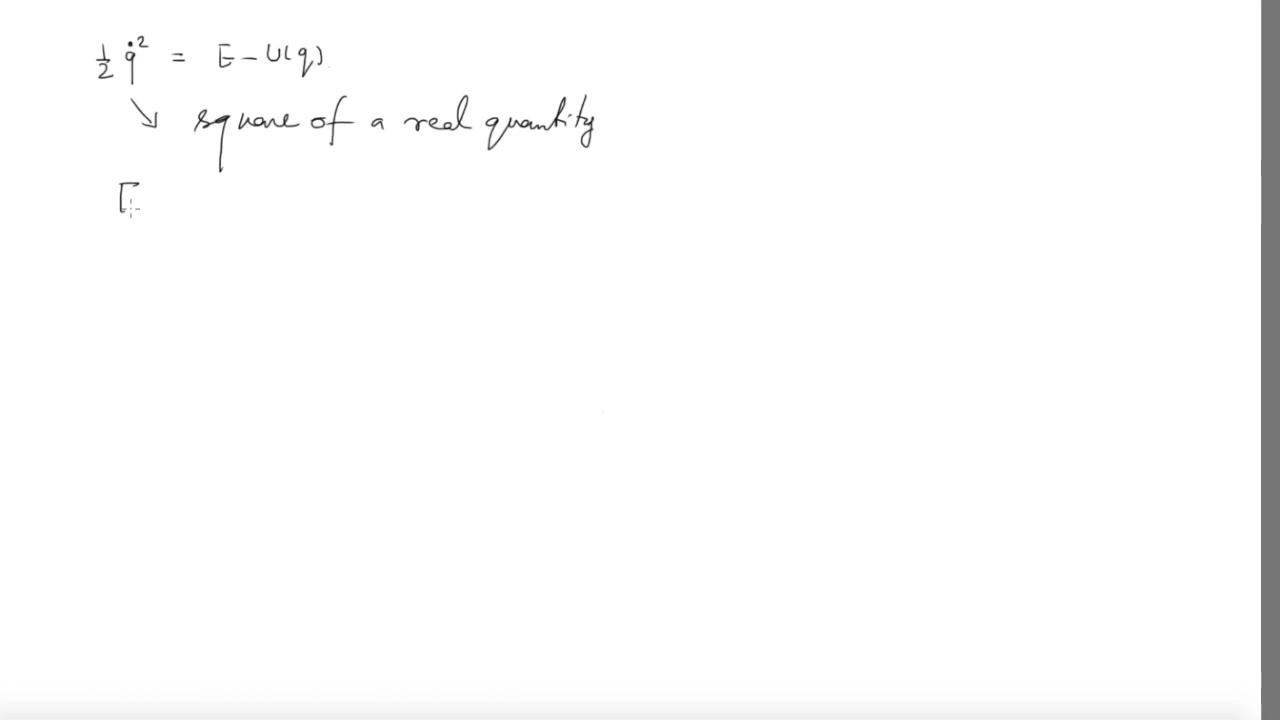 ½ q̇² = E – U(q)
↘ square of a real quantity